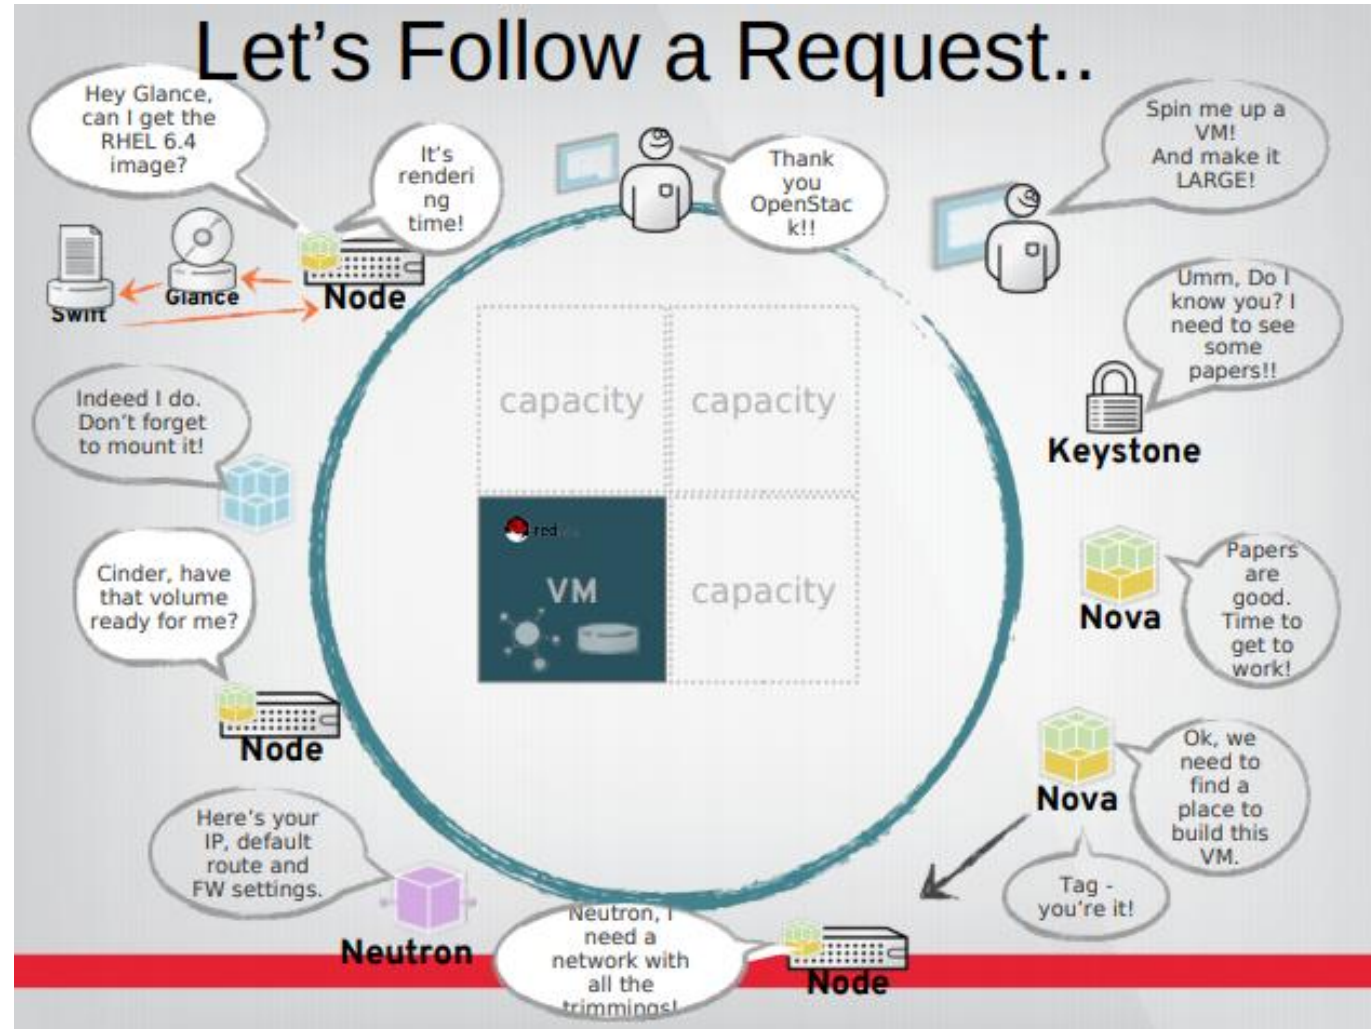 Let's Follow a Request..
Hey Glance,
can I get the
RHEL 6.4
image?
It's
renderi
ng
time!
Thank
you
OpenStac
k!!
Spin me up a
VM!
And make it
LARGE!
Swift
Glance
Node
Umm, Do I
know you? I
need to see
some
papers!!
Keystone
Indeed I do.
Don't forget
to mount it!
capacity
capacity
red
VM
capacity
Papers
are
good.
Time to
get to
work!
Nova
Cinder, have
that volume
ready for me?
Node
Ok, we
need to
find a
place to
build this
VM.
Nova
Tag -
you're it!
Here's your
IP, default
route and
FW settings.
Neutron
Neutron, I
need a
network with
all the
trimmings!
Node